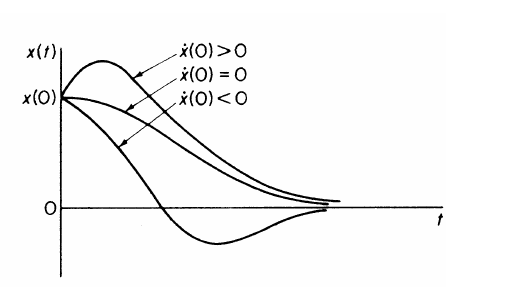 x(t)
ẋ(0) > 0
ẋ(0) = 0
x(0)
ẋ(0) < 0
0
t